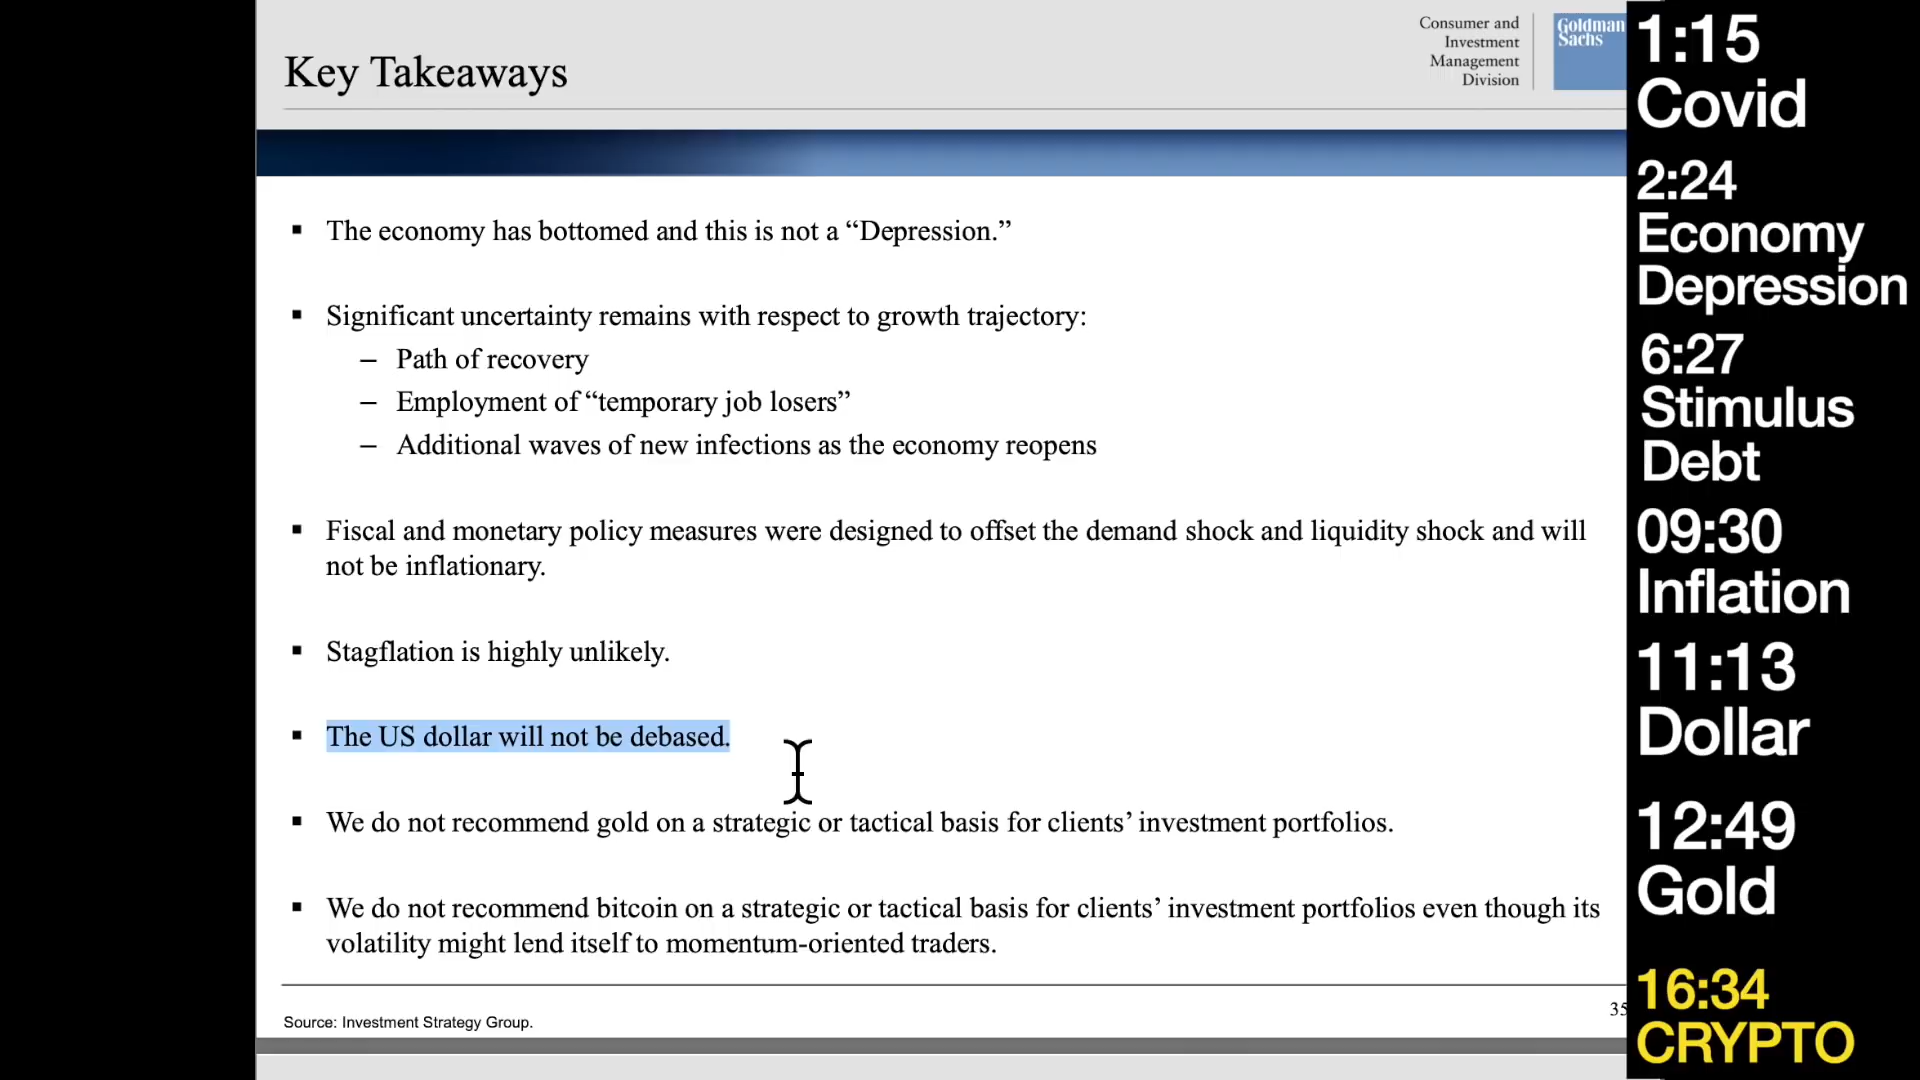 Key Takeaways
Consumer and
Investment
Management
Division
Goldman
Sachs
▪ The economy has bottomed and this is not a “Depression.”
▪ Significant uncertainty remains with respect to growth trajectory:
– Path of recovery
– Employment of “temporary job losers”
– Additional waves of new infections as the economy reopens
▪ Fiscal and monetary policy measures were designed to offset the demand shock and liquidity shock and will
not be inflationary.
▪ Stagflation is highly unlikely.
▪ The US dollar will not be debased.
▪ We do not recommend gold on a strategic or tactical basis for clients’ investment portfolios.
▪ We do not recommend bitcoin on a strategic or tactical basis for clients’ investment portfolios even though its
volatility might lend itself to momentum-oriented traders.
Source: Investment Strategy Group.
35
1:15
Covid
2:24
Economy
Depression
6:27
Stimulus
Debt
09:30
Inflation
11:13
Dollar
12:49
Gold
16:34
CRYPTO